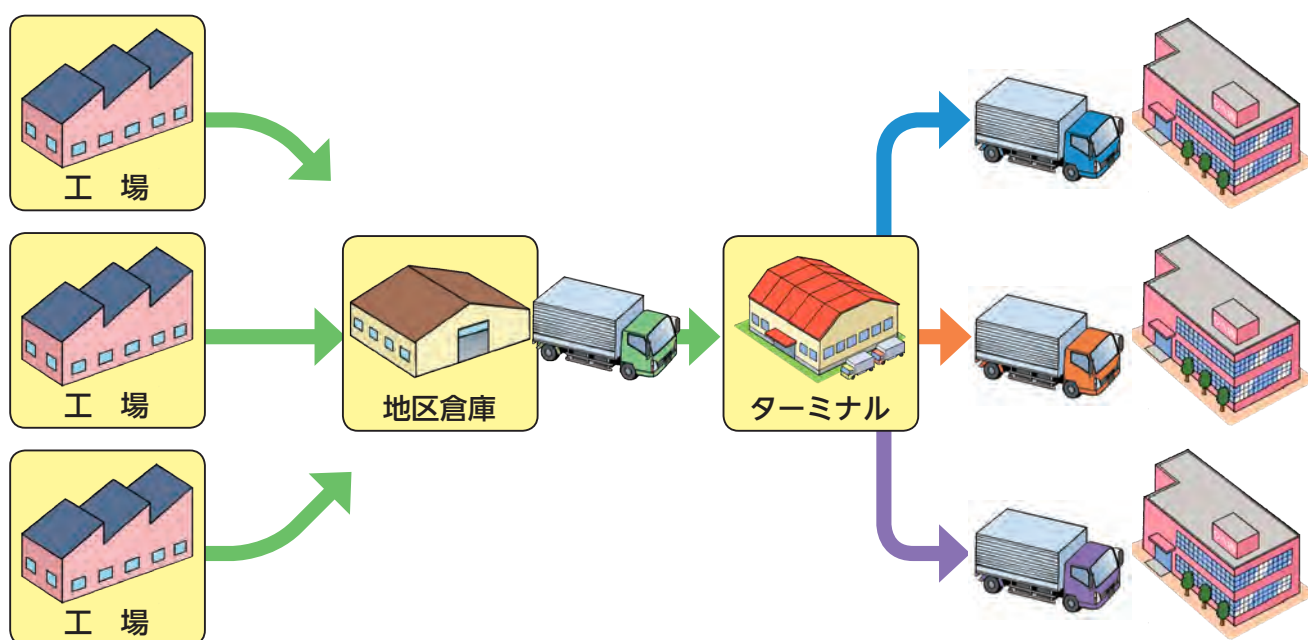 工 場
工 場
地区倉庫
ターミナル
工 場